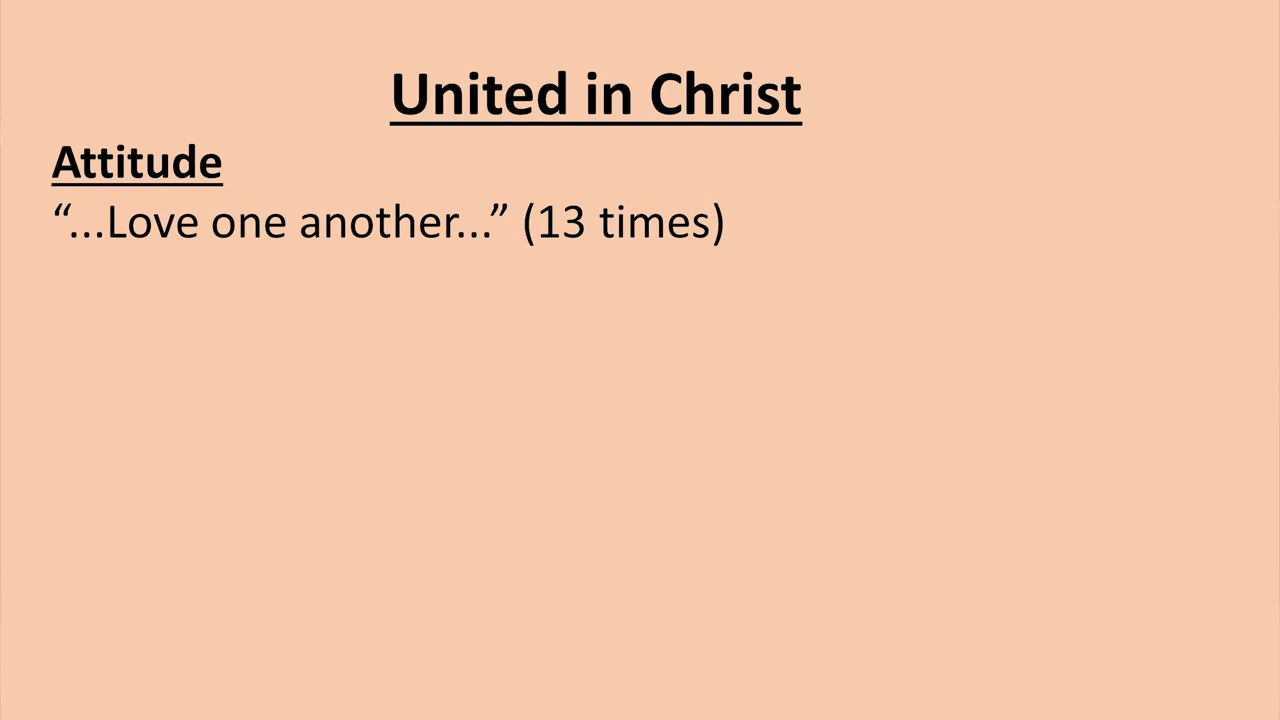 United in Christ
Attitude
“...Love one another...” (13 times)